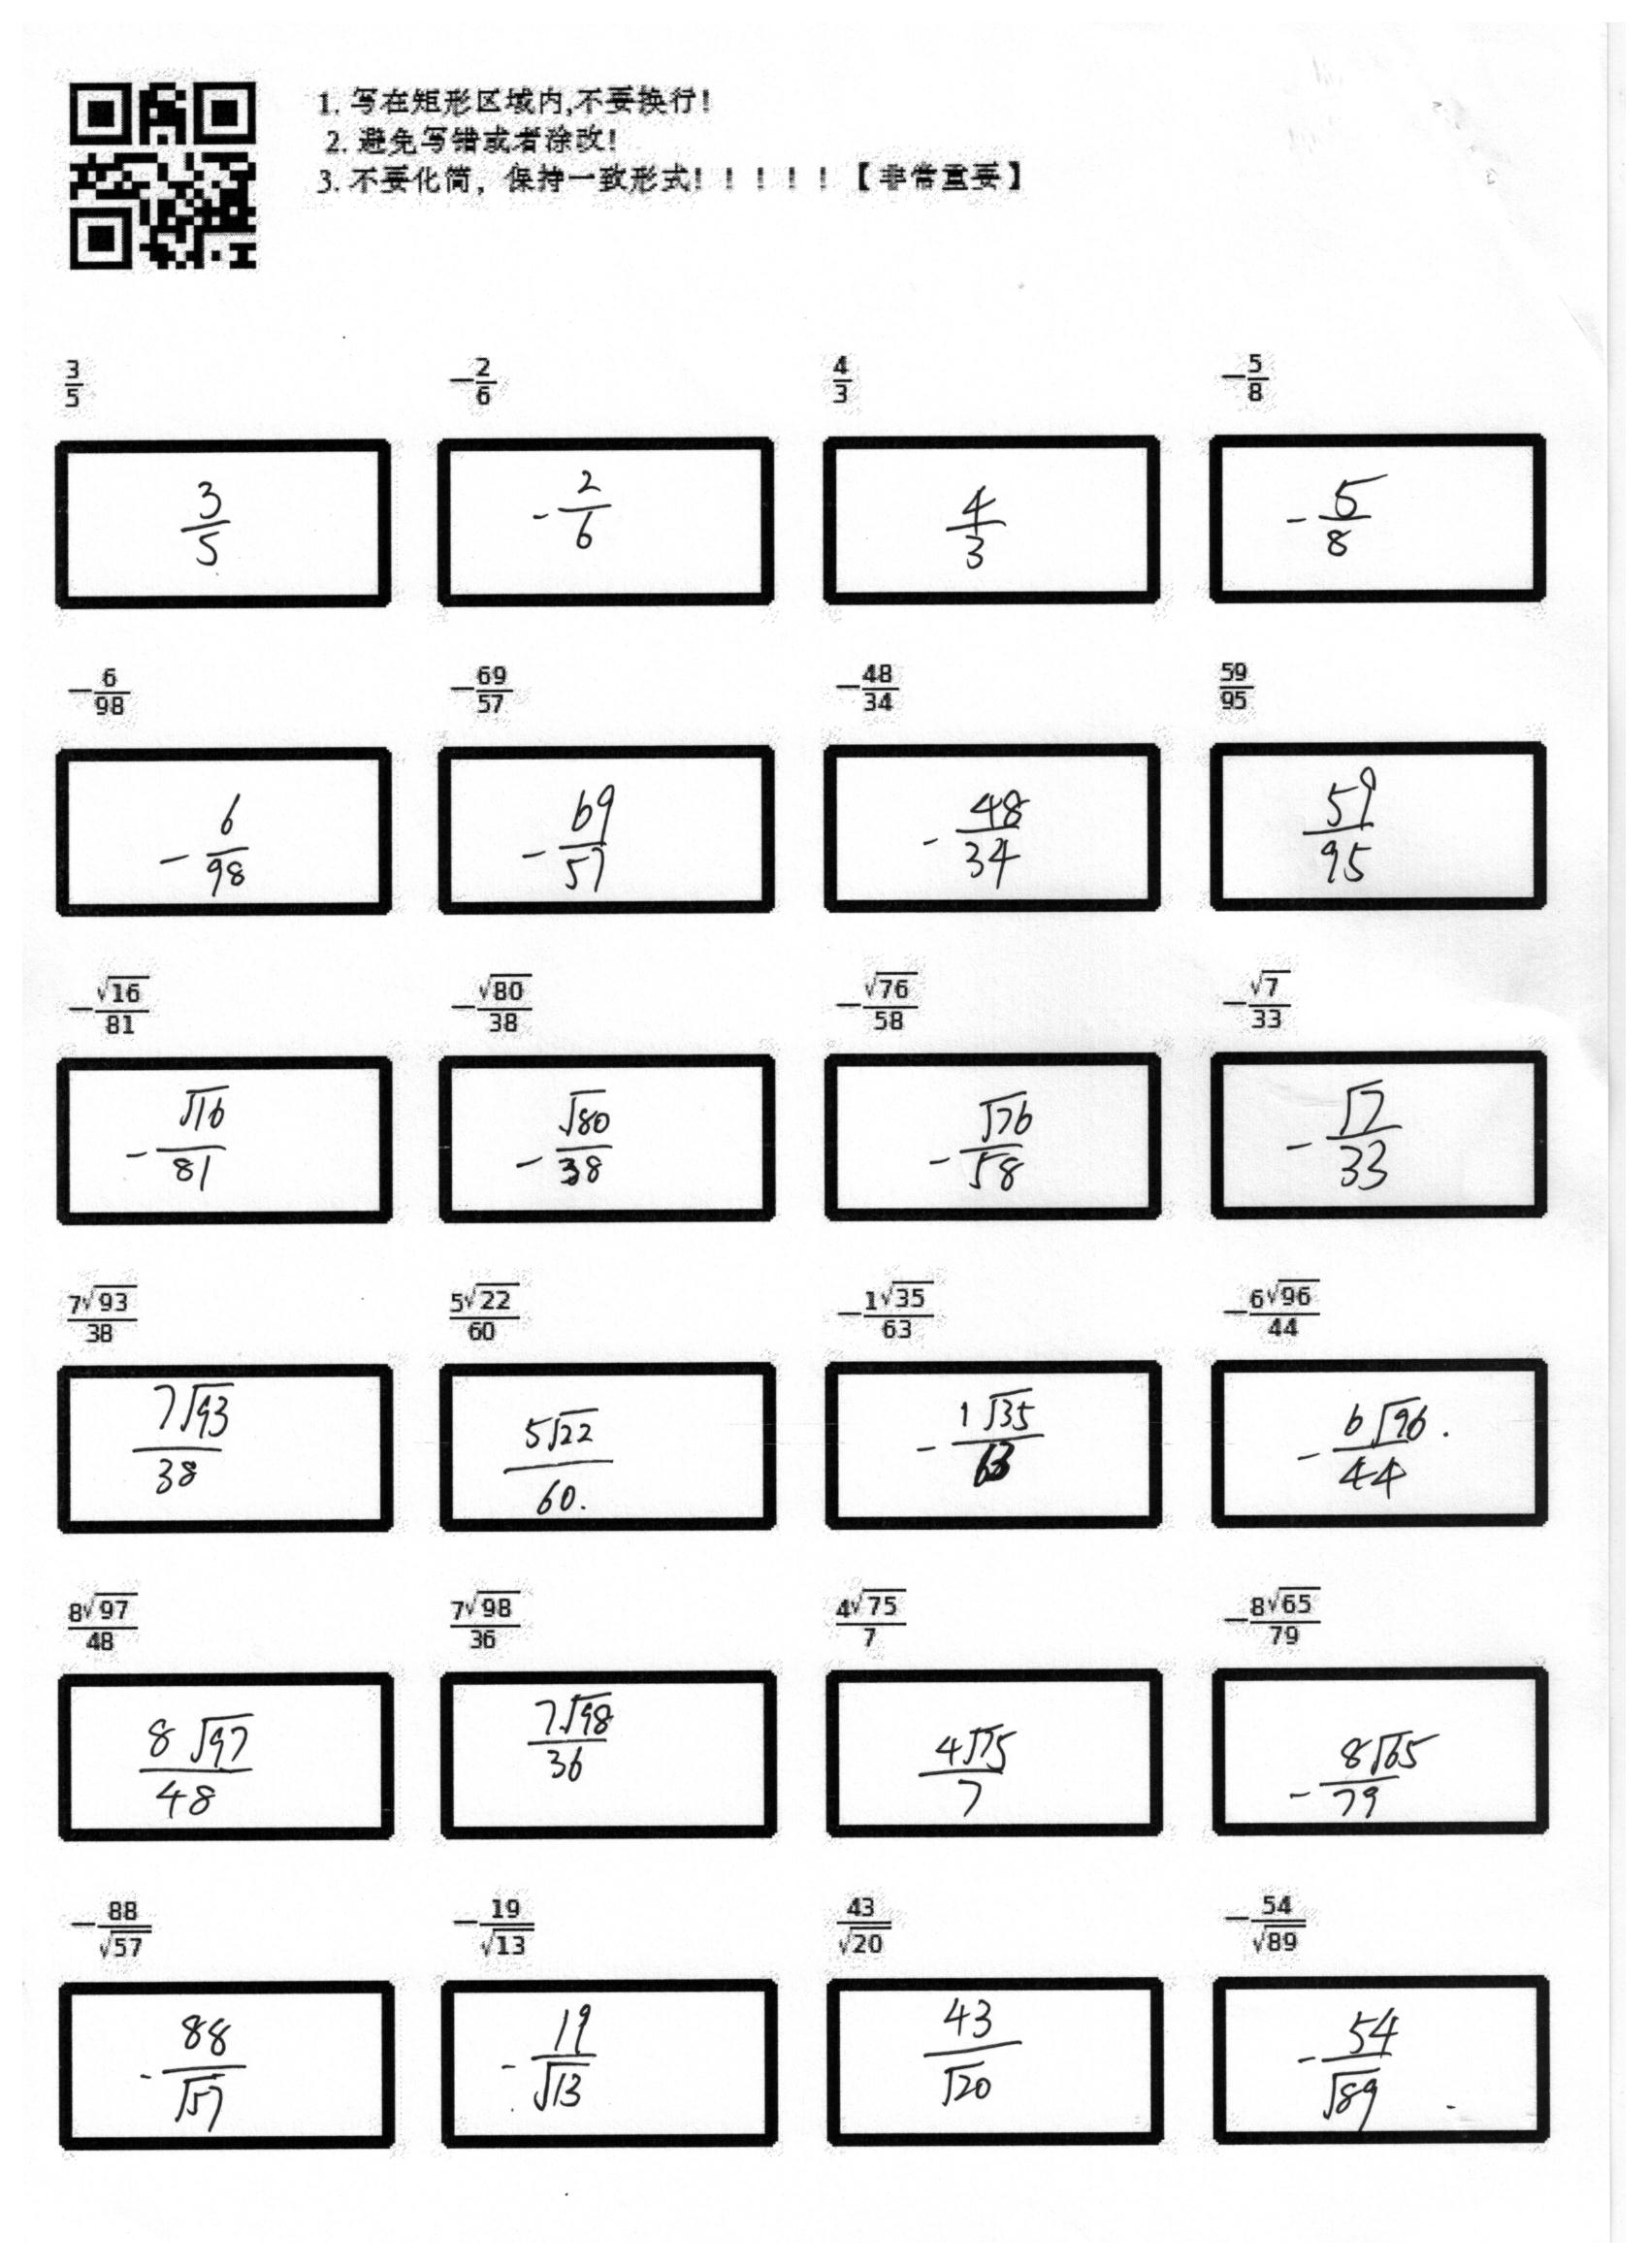 1. 写在矩形区域内,不要换行!
2. 避免写错或者涂改!
3. 不要化简，保持一致形式！！！！！【非常重要】
$\frac{3}{5}$ $-\frac{2}{6}$ $\frac{4}{3}$ $-\frac{5}{8}$
$\frac{3}{5}$ $-\frac{2}{6}$ $\frac{4}{3}$ $-\frac{5}{8}$
$-\frac{6}{98}$ $-\frac{69}{57}$ $-\frac{48}{34}$ $\frac{59}{95}$
$-\frac{6}{98}$ $-\frac{69}{57}$ $-\frac{48}{34}$ $\frac{59}{95}$
$-\frac{\sqrt{16}}{81}$ $-\frac{\sqrt{80}}{38}$ $-\frac{\sqrt{76}}{58}$ $-\frac{\sqrt{7}}{33}$
$-\frac{\sqrt{16}}{81}$ $-\frac{\sqrt{80}}{38}$ $-\frac{\sqrt{76}}{58}$ $-\frac{\sqrt{7}}{33}$
$\frac{7\sqrt{93}}{38}$ $\frac{5\sqrt{22}}{60}$ $-\frac{1\sqrt{35}}{63}$ $-\frac{6\sqrt{96}}{44}$
$\frac{7\sqrt{93}}{38}$ $\frac{5\sqrt{22}}{60.}$ $-\frac{1\sqrt{35}}{63}$ $-\frac{6\sqrt{96}}{44}.$
$\frac{8\sqrt{97}}{48}$ $\frac{7\sqrt{98}}{36}$ $\frac{4\sqrt{75}}{7}$ $-\frac{8\sqrt{65}}{79}$
$\frac{8\sqrt{97}}{48}$ $\frac{7\sqrt{98}}{36}$ $\frac{4\sqrt{75}}{7}$ $-\frac{8\sqrt{65}}{79}$
$-\frac{88}{\sqrt{57}}$ $-\frac{19}{\sqrt{13}}$ $\frac{43}{\sqrt{20}}$ $-\frac{54}{\sqrt{89}}$
$-\frac{88}{\sqrt{57}}$ $-\frac{19}{\sqrt{13}}$ $\frac{43}{\sqrt{20}}$ $-\frac{54}{\sqrt{89}}$